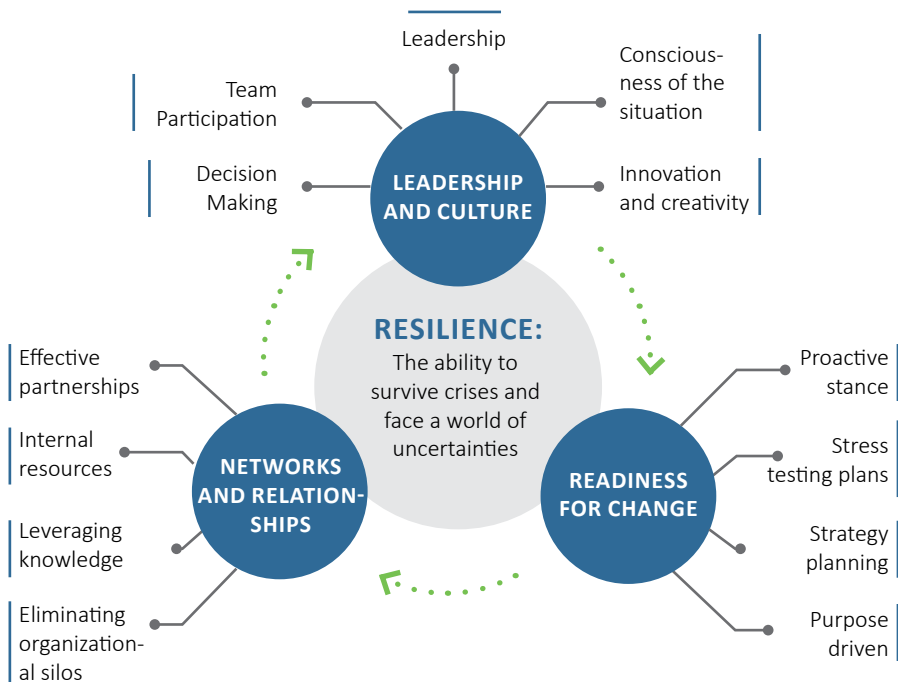 Leadership
Team
Participation
Decision
Making
Conscious-
ness of the
situation
Innovation
and creativity
LEADERSHIP
AND CULTURE
RESILIENCE:
The ability to
survive crises and
face a world of
uncertainties
Effective
partnerships
Internal
resources
Leveraging
knowledge
Eliminating
organization-
al silos
NETWORKS
AND RELATION-
SHIPS
READINESS
FOR CHANGE
Proactive
stance
Stress
testing plans
Strategy
planning
Purpose
driven